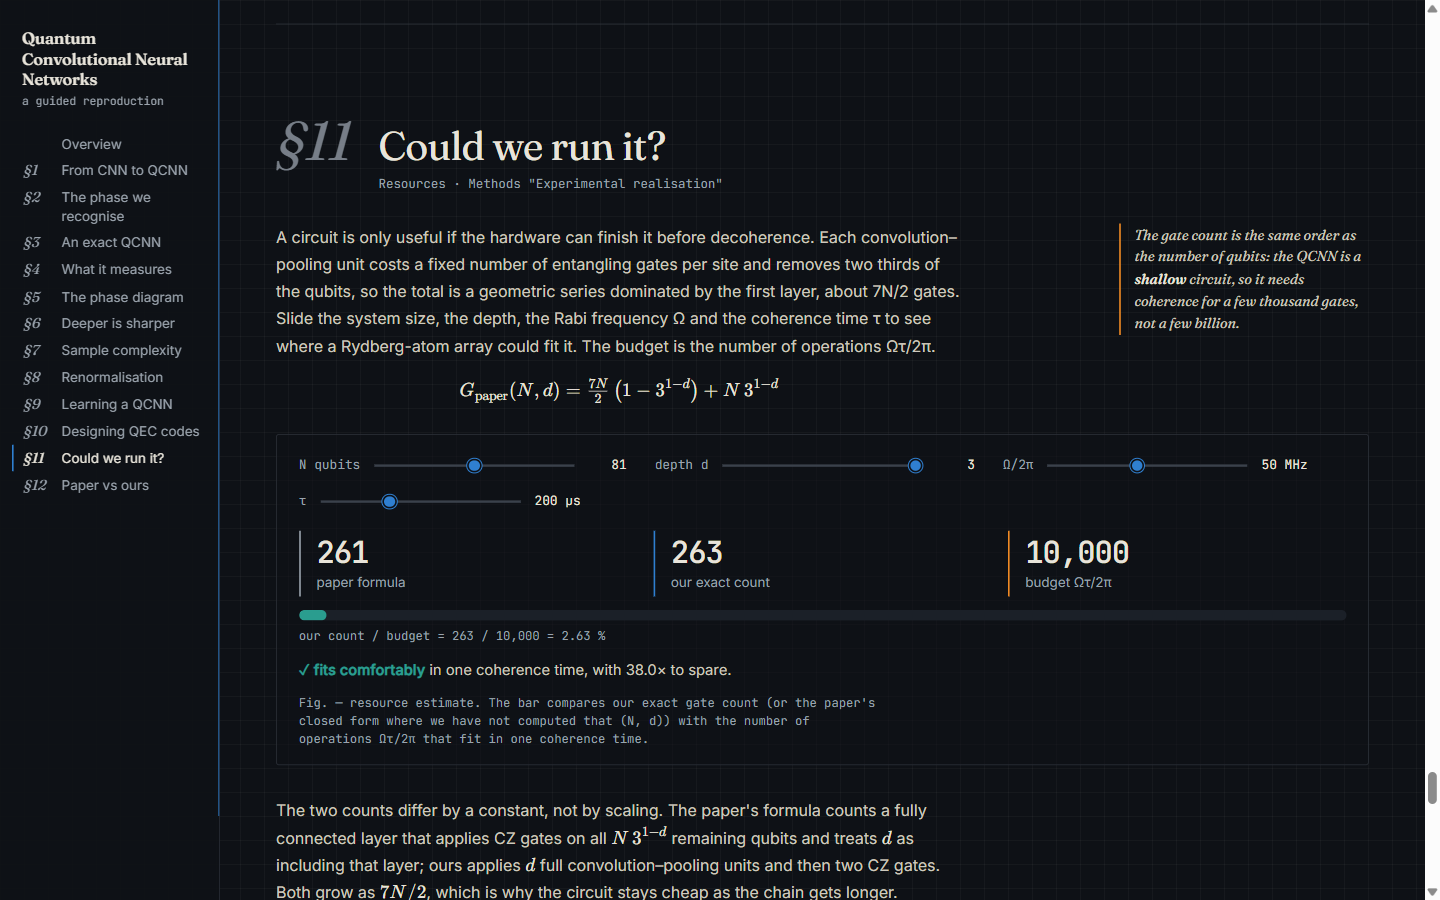 Quantum
Convolutional Neural
Networks
a guided reproduction
Overview
§1 From CNN to QCNN
§2 The phase we
recognise
§3 An exact QCNN
§4 What it measures
§5 The phase diagram
§6 Deeper is sharper
§7 Sample complexity
§8 Renormalisation
§9 Learning a QCNN
§10 Designing QEC codes
§11 Could we run it?
§12 Paper vs ours
§11 Could we run it?
Resources · Methods "Experimental realisation"
A circuit is only useful if the hardware can finish it before decoherence. Each convolution–
pooling unit costs a fixed number of entangling gates per site and removes two thirds of
the qubits, so the total is a geometric series dominated by the first layer, about 7N/2 gates.
Slide the system size, the depth, the Rabi frequency Ω and the coherence time τ to see
where a Rydberg-atom array could fit it. The budget is the number of operations Ωτ/2π.
The gate count is the same order as
the number of qubits: the QCNN is a
shallow circuit, so it needs
coherence for a few thousand gates,
not a few billion.
G_paper(N, d) = 7N/2 (1 − 3^{1−d}) + N 3^{1−d}
N qubits 81 depth d 3 Ω/2π 50 MHz
τ 200 µs
261 263 10,000
paper formula our exact count budget Ωτ/2π
our count / budget = 263 / 10,000 = 2.63 %
✓ fits comfortably in one coherence time, with 38.0× to spare.
Fig. — resource estimate. The bar compares our exact gate count (or the paper's
closed form where we have not computed that (N, d)) with the number of
operations Ωτ/2π that fit in one coherence time.
The two counts differ by a constant, not by scaling. The paper's formula counts a fully
connected layer that applies CZ gates on all N 3^{1−d} remaining qubits and treats d as
including that layer; ours applies d full convolution–pooling units and then two CZ gates.
Both grow as 7N/2, which is why the circuit stays cheap as the chain gets longer.